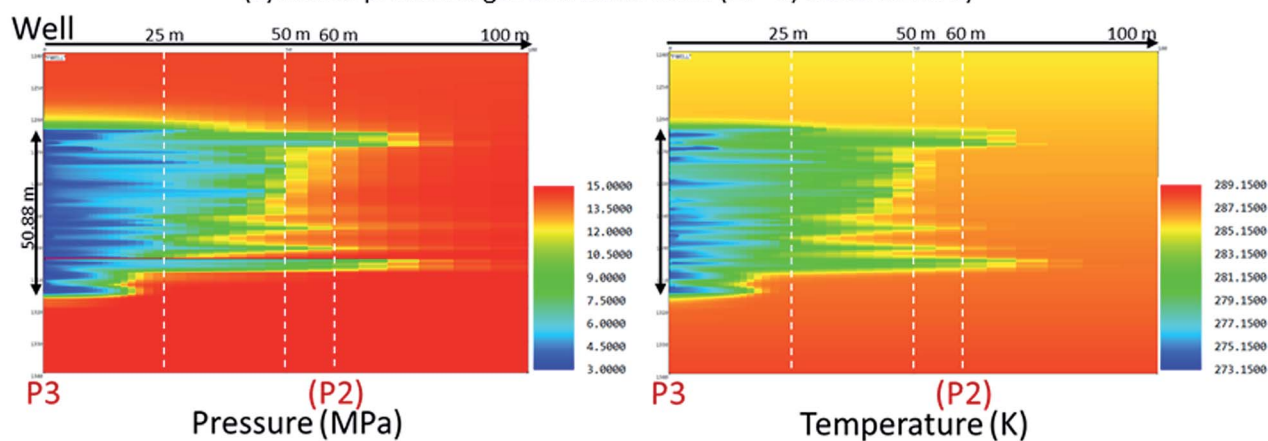 Well
25 m 50 m 60 m 100 m
25 m 50 m 60 m 100 m
50.88 m
15.0000
13.5000
12.0000
10.5000
9.0000
7.5000
6.0000
4.5000
3.0000
289.1500
287.1500
285.1500
283.1500
281.1500
279.1500
277.1500
275.1500
273.1500
P3 (P2)
Pressure (MPa)
P3 (P2)
Temperature (K)